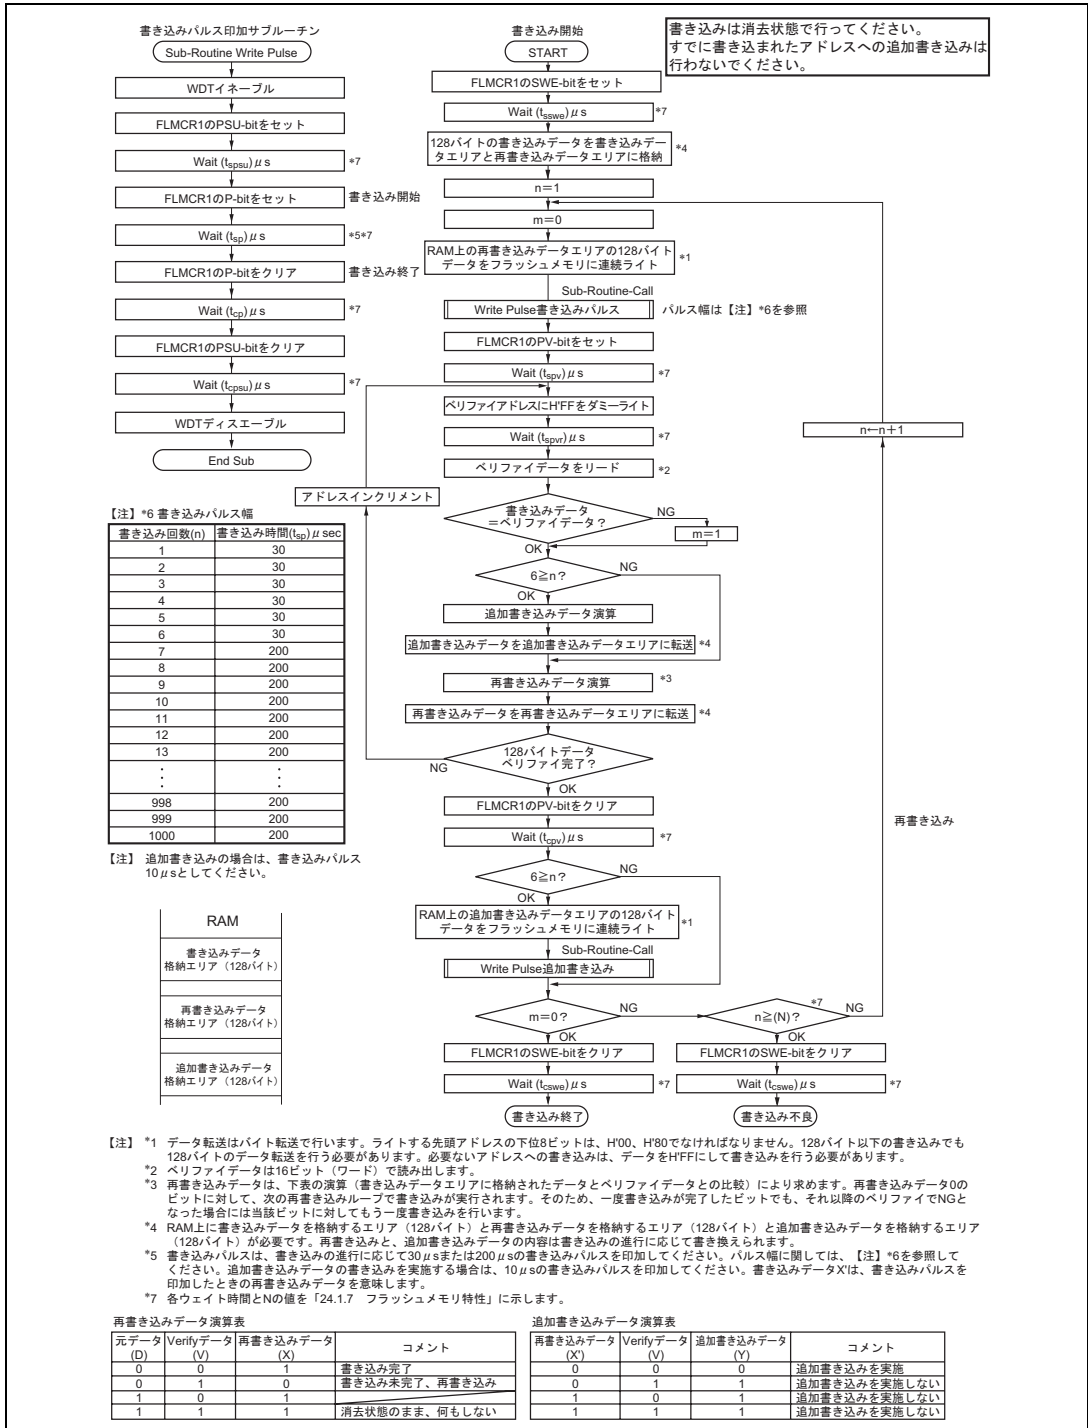 書き込みパルス印加サブルーチン
Sub-Routine Write Pulse
WDTイネーブル
FLMCR1のPSU-bitをセット
Wait (tspsu) μs *7
FLMCR1のP-bitをセット 書き込み開始
Wait (tsp) μs *5*7
FLMCR1のP-bitをクリア 書き込み終了
Wait (tcp) μs *7
FLMCR1のPSU-bitをクリア
Wait (tcpsu) μs *7
WDTディスエーブル
End Sub
【注】*6 書き込みパルス幅
書き込み回数(n) 書き込み時間(tsp) μsec
1 30
2 30
3 30
4 30
5 30
6 30
7 200
8 200
9 200
10 200
11 200
12 200
13 200
⋮ ⋮
998 200
999 200
1000 200
【注】 追加書き込みの場合は、書き込みパルス
10μsとしてください。
RAM
書き込みデータ
格納エリア（128バイト）
再書き込みデータ
格納エリア（128バイト）
追加書き込みデータ
格納エリア（128バイト）
書き込み開始
START
書き込みは消去状態で行ってください。
すでに書き込まれたアドレスへの追加書き込みは
行わないでください。
FLMCR1のSWE-bitをセット
Wait (tsswe) μs *7
128バイトの書き込みデータを書き込みデー
タエリアと再書き込みデータエリアに格納 *4
n＝1
m＝0
RAM上の再書き込みデータエリアの128バイト
データをフラッシュメモリに連続ライト *1
Sub-Routine-Call
Write Pulse書き込みパルス パルス幅は【注】*6を参照
FLMCR1のPV-bitをセット
Wait (tspv) μs *7
ベリファイアドレスにH'FFをダミーライト
Wait (tspvr) μs *7
ベリファイデータをリード *2
アドレスインクリメント
書き込みデータ
＝ベリファイデータ？
NG
m＝1
OK
6≧n？
NG
OK
追加書き込みデータ演算
追加書き込みデータを追加書き込みデータエリアに転送 *4
再書き込みデータ演算 *3
再書き込みデータを再書き込みデータエリアに転送 *4
128バイトデータ
ベリファイ完了？
NG
OK
FLMCR1のPV-bitをクリア
Wait (tcpv) μs *7
6≧n？
NG
OK
RAM上の追加書き込みデータエリアの128バイト
データをフラッシュメモリに連続ライト *1
Sub-Routine-Call
Write Pulse追加書き込み
m＝0？
NG
OK
n≧(N)？ *7
NG
OK
n←n＋1
再書き込み
FLMCR1のSWE-bitをクリア
FLMCR1のSWE-bitをクリア
Wait (tcswe) μs *7
Wait (tcswe) μs *7
書き込み終了
書き込み不良
【注】 *1 データ転送はバイト転送で行います。ライトする先頭アドレスの下位8ビットは、H'00、H'80でなければなりません。128バイト以下の書き込みでも
128バイトのデータ転送を行う必要があります。必要ないアドレスへの書き込みは、データをH'FFにして書き込みを行う必要があります。
*2 ベリファイデータは16ビット（ワード）で読み出します。
*3 再書き込みデータは、下表の演算（書き込みデータエリアに格納されたデータとベリファイデータとの比較）により求めます。再書き込みデータ0の
ビットに対して、次の再書き込みループで書き込みが実行されます。そのため、一度書き込みが完了したビットでも、それ以降のベリファイでNGと
なった場合には当該ビットに対してもう一度書き込みを行います。
*4 RAM上に書き込みデータを格納するエリア（128バイト）と再書き込みデータを格納するエリア（128バイト）と追加書き込みデータを格納するエリア
（128バイト）が必要です。再書き込みと、追加書き込みデータの内容は書き込みの進行に応じて書き換えられます。
*5 書き込みパルスは、書き込みの進行に応じて30μsまたは200μsの書き込みパルスを印加してください。パルス幅に関しては、【注】*6を参照して
ください。追加書き込みデータの書き込みを実施する場合は、10μsの書き込みパルスを印加してください。書き込みデータX'は、書き込みパルスを
印加したときの再書き込みデータを意味します。
*7 各ウェイト時間とNの値を「24.1.7 フラッシュメモリ特性」に示します。
再書き込みデータ演算表
元データ(D) Verifyデータ(V) 再書き込みデータ(X) コメント
0 0 1 書き込み完了
0 1 0 書き込み未完了、再書き込み
1 0 1
1 1 1 消去状態のまま、何もしない
追加書き込みデータ演算表
再書き込みデータ(X') Verifyデータ(V) 追加書き込みデータ(Y) コメント
0 0 0 追加書き込みを実施
0 1 1 追加書き込みを実施しない
1 0 1 追加書き込みを実施しない
1 1 1 追加書き込みを実施しない